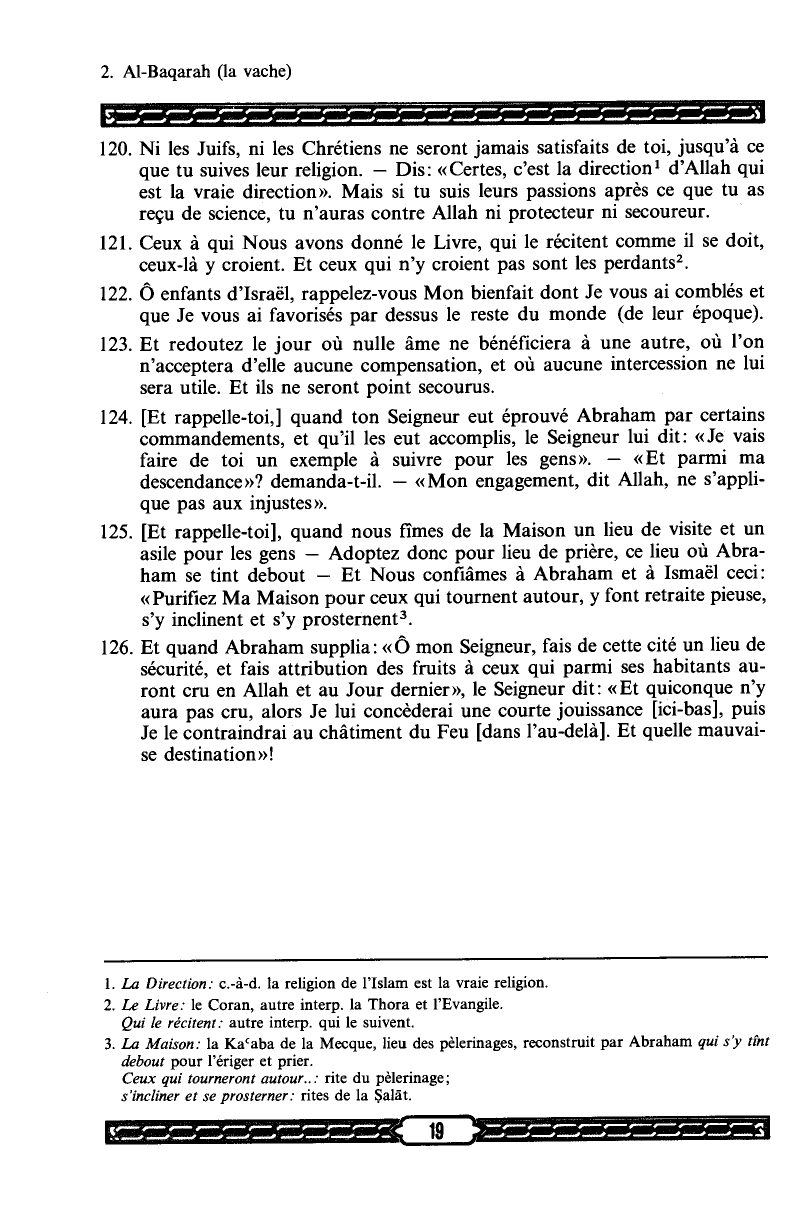 2. Al-Baqarah (la vache)
120. Ni les Juifs, ni les Chrétiens ne seront jamais satisfaits de toi, jusqu'à ce
que tu suives leur religion. — Dis: «Certes, c'est la direction¹ d'Allah qui
est la vraie direction». Mais si tu suis leurs passions après ce que tu as
reçu de science, tu n'auras contre Allah ni protecteur ni secoureur.
121. Ceux à qui Nous avons donné le Livre, qui le récitent comme il se doit,
ceux-là y croient. Et ceux qui n'y croient pas sont les perdants².
122. Ô enfants d'Israël, rappelez-vous Mon bienfait dont Je vous ai comblés et
que Je vous ai favorisés par dessus le reste du monde (de leur époque).
123. Et redoutez le jour où nulle âme ne bénéficiera à une autre, où l'on
n'acceptera d'elle aucune compensation, et où aucune intercession ne lui
sera utile. Et ils ne seront point secourus.
124. [Et rappelle-toi,] quand ton Seigneur eut éprouvé Abraham par certains
commandements, et qu'il les eut accomplis, le Seigneur lui dit: «Je vais
faire de toi un exemple à suivre pour les gens». — «Et parmi ma
descendance»? demanda-t-il. — «Mon engagement, dit Allah, ne s'appli-
que pas aux injustes».
125. [Et rappelle-toi], quand nous fîmes de la Maison un lieu de visite et un
asile pour les gens — Adoptez donc pour lieu de prière, ce lieu où Abra-
ham se tint debout — Et Nous confiâmes à Abraham et à Ismaël ceci:
«Purifiez Ma Maison pour ceux qui tournent autour, y font retraite pieuse,
s'y inclinent et s'y prosternent³.
126. Et quand Abraham supplia: «Ô mon Seigneur, fais de cette cité un lieu de
sécurité, et fais attribution des fruits à ceux qui parmi ses habitants au-
ront cru en Allah et au Jour dernier», le Seigneur dit: «Et quiconque n'y
aura pas cru, alors Je lui concèderai une courte jouissance [ici-bas], puis
Je le contraindrai au châtiment du Feu [dans l'au-delà]. Et quelle mauvai-
se destination»!
1. La Direction: c.-à-d. la religion de l'Islam est la vraie religion.
2. Le Livre: le Coran, autre interp. la Thora et l'Evangile.
Qui le récitent: autre interp. qui le suivent.
3. La Maison: la Kaʿaba de la Mecque, lieu des pèlerinages, reconstruit par Abraham qui s'y tînt
debout pour l'ériger et prier.
Ceux qui tourneront autour..: rite du pèlerinage;
s'incliner et se prosterner: rites de la Ṣalāt.
19